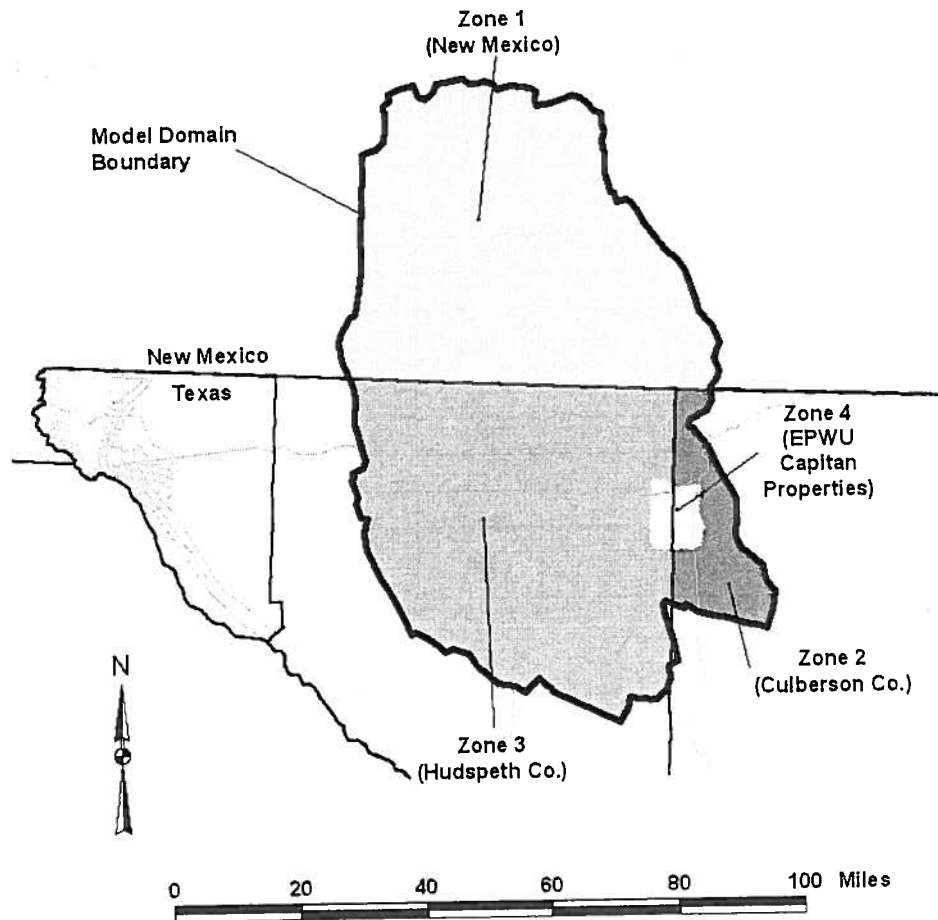 Zone 1
(New Mexico)
Model Domain
Boundary
New Mexico
Texas
Zone 4
(EPWU
Capitan
Properties)
Zone 2
(Culberson Co.)
Zone 3
(Hudspeth Co.)
N
0 20 40 60 80 100 Miles